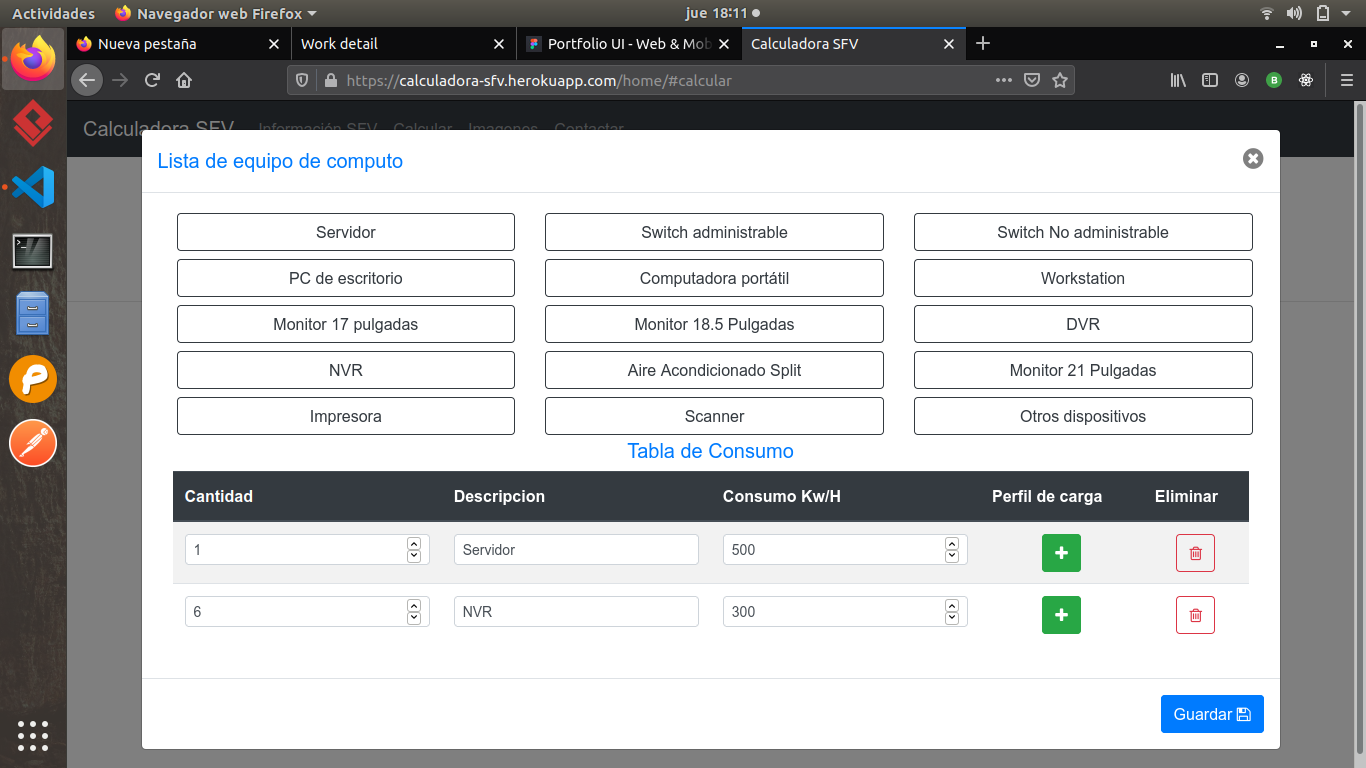 Actividades Navegador web Firefox jue 18:11
Nueva pestaña Work detail Portfolio UI - Web & Mob Calculadora SFV
https://calculadora-sfv.herokuapp.com/home/#calcular
Calculadora SFV Información SFV Calcular Imagenes Contactar
Lista de equipo de computo
Servidor Switch administrable Switch No administrable
PC de escritorio Computadora portátil Workstation
Monitor 17 pulgadas Monitor 18.5 Pulgadas DVR
NVR Aire Acondicionado Split Monitor 21 Pulgadas
Impresora Scanner Otros dispositivos
Tabla de Consumo
Cantidad Descripcion Consumo Kw/H Perfil de carga Eliminar
1 Servidor 500
6 NVR 300
Guardar